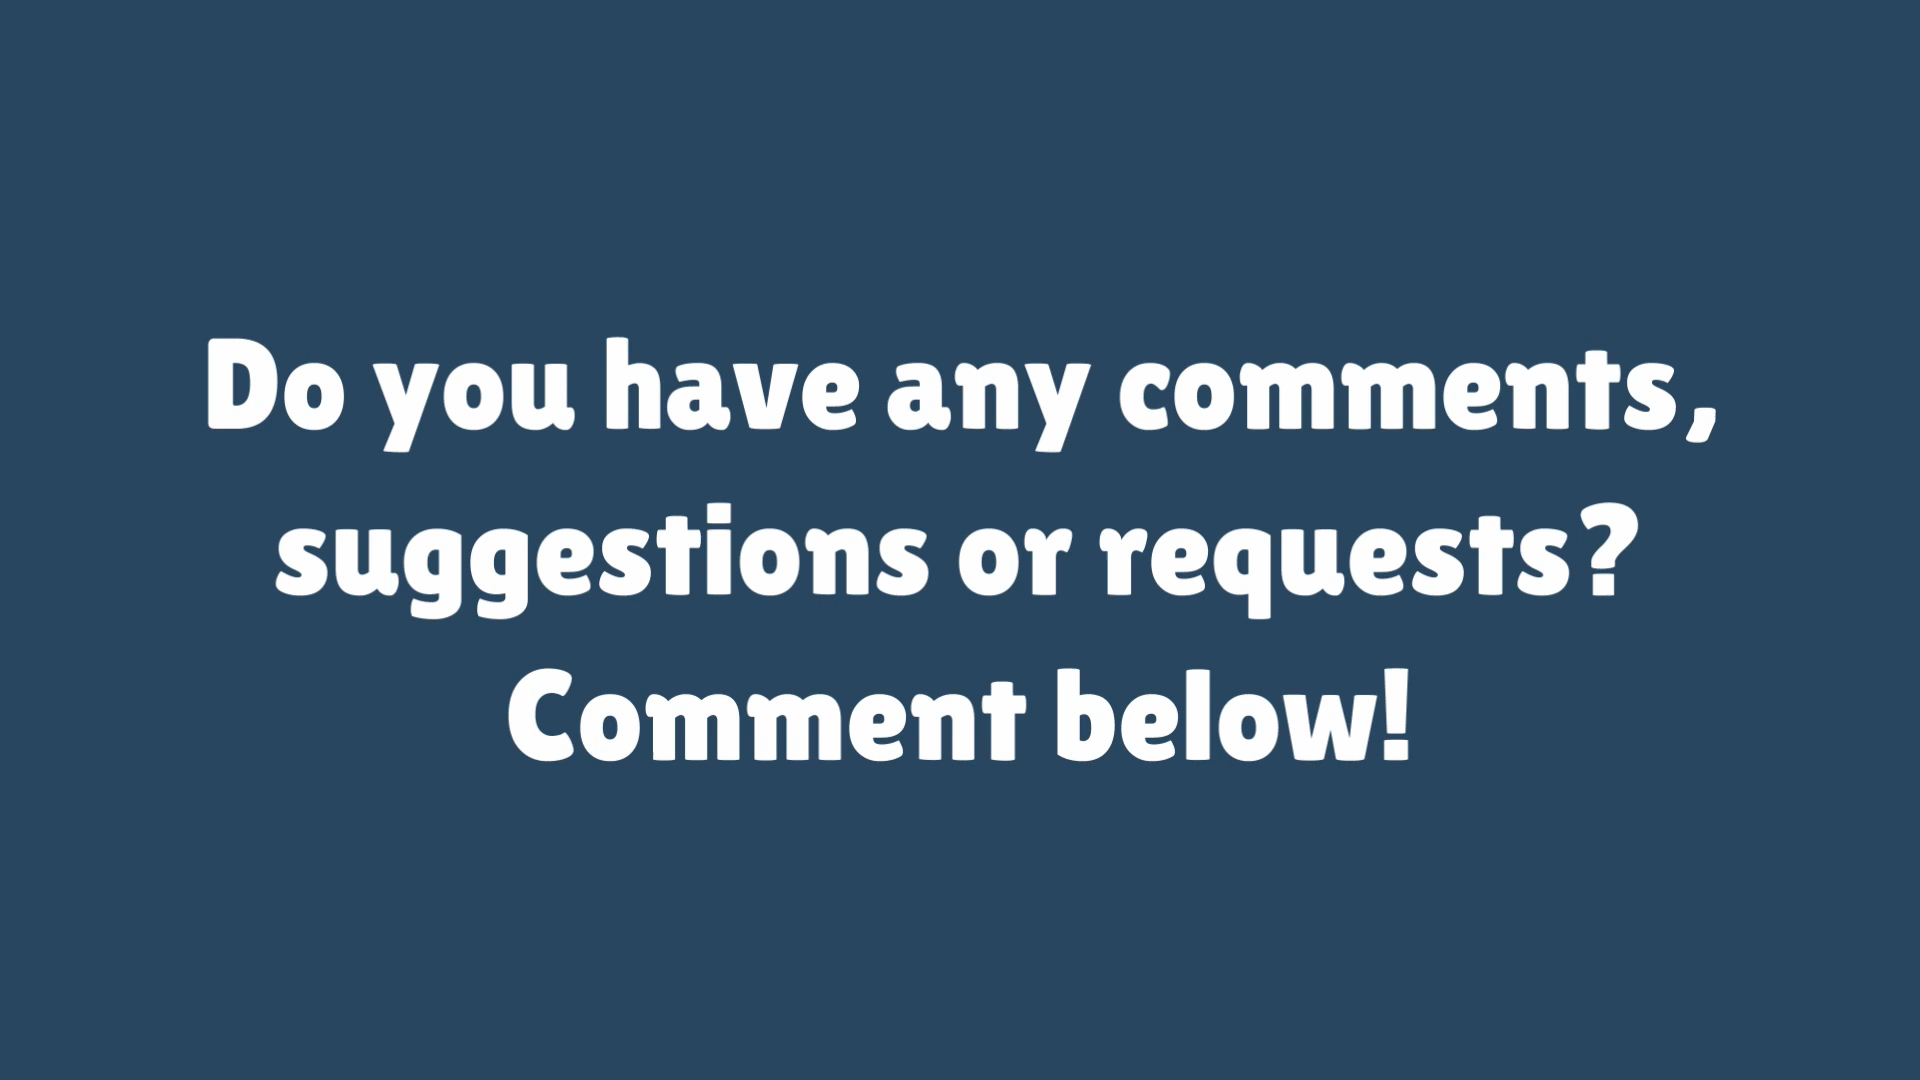 Do you have any comments,
suggestions or requests?
Comment below!